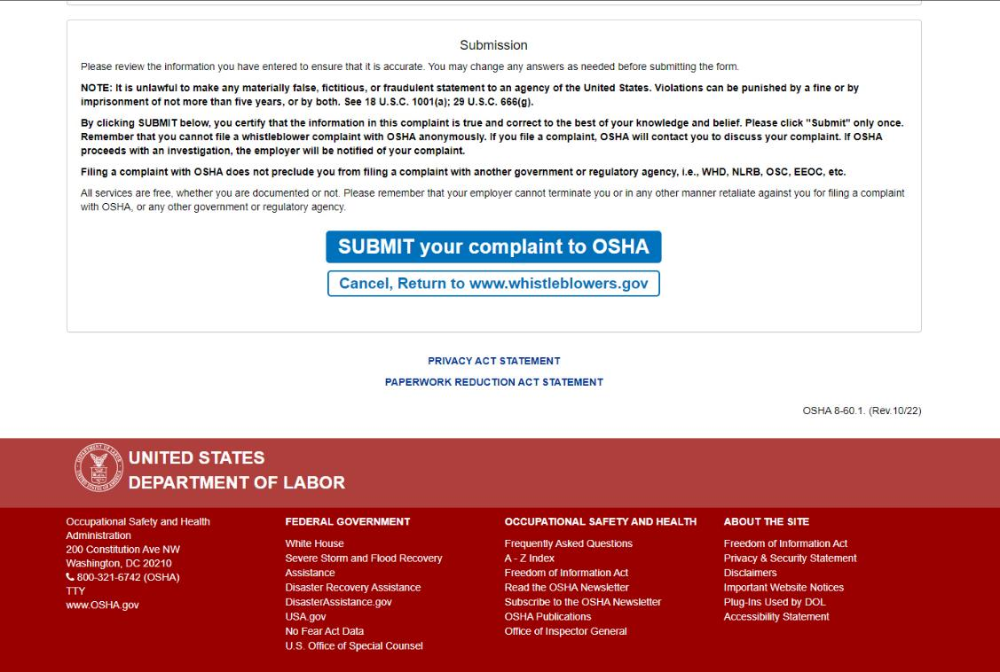 Submission
Please review the information you have entered to ensure that it is accurate. You may change any answers as needed before submitting the form.
NOTE: It is unlawful to make any materially false, fictitious, or fraudulent statement to an agency of the United States. Violations can be punished by a fine or by
imprisonment of not more than five years, or by both. See 18 U.S.C. 1001(a); 29 U.S.C. 666(g).
By clicking SUBMIT below, you certify that the information in this complaint is true and correct to the best of your knowledge and belief. Please click "Submit" only once.
Remember that you cannot file a whistleblower complaint with OSHA anonymously. If you file a complaint, OSHA will contact you to discuss your complaint. If OSHA
proceeds with an investigation, the employer will be notified of your complaint.
Filing a complaint with OSHA does not preclude you from filing a complaint with another government or regulatory agency, i.e., WHD, NLRB, OSC, EEOC, etc.
All services are free, whether you are documented or not. Please remember that your employer cannot terminate you or in any other manner retaliate against you for filing a complaint
with OSHA, or any other government or regulatory agency.
SUBMIT your complaint to OSHA
Cancel, Return to www.whistleblowers.gov
PRIVACY ACT STATEMENT
PAPERWORK REDUCTION ACT STATEMENT
OSHA 8-60.1. (Rev.10/22)
UNITED STATES
DEPARTMENT OF LABOR
Occupational Safety and Health
Administration
200 Constitution Ave NW
Washington, DC 20210
800-321-6742 (OSHA)
TTY
www.OSHA.gov
FEDERAL GOVERNMENT
White House
Severe Storm and Flood Recovery
Assistance
Disaster Recovery Assistance
DisasterAssistance.gov
USA.gov
No Fear Act Data
U.S. Office of Special Counsel
OCCUPATIONAL SAFETY AND HEALTH
Frequently Asked Questions
A - Z Index
Freedom of Information Act
Read the OSHA Newsletter
Subscribe to the OSHA Newsletter
OSHA Publications
Office of Inspector General
ABOUT THE SITE
Freedom of Information Act
Privacy & Security Statement
Disclaimers
Important Website Notices
Plug-Ins Used by DOL
Accessibility Statement